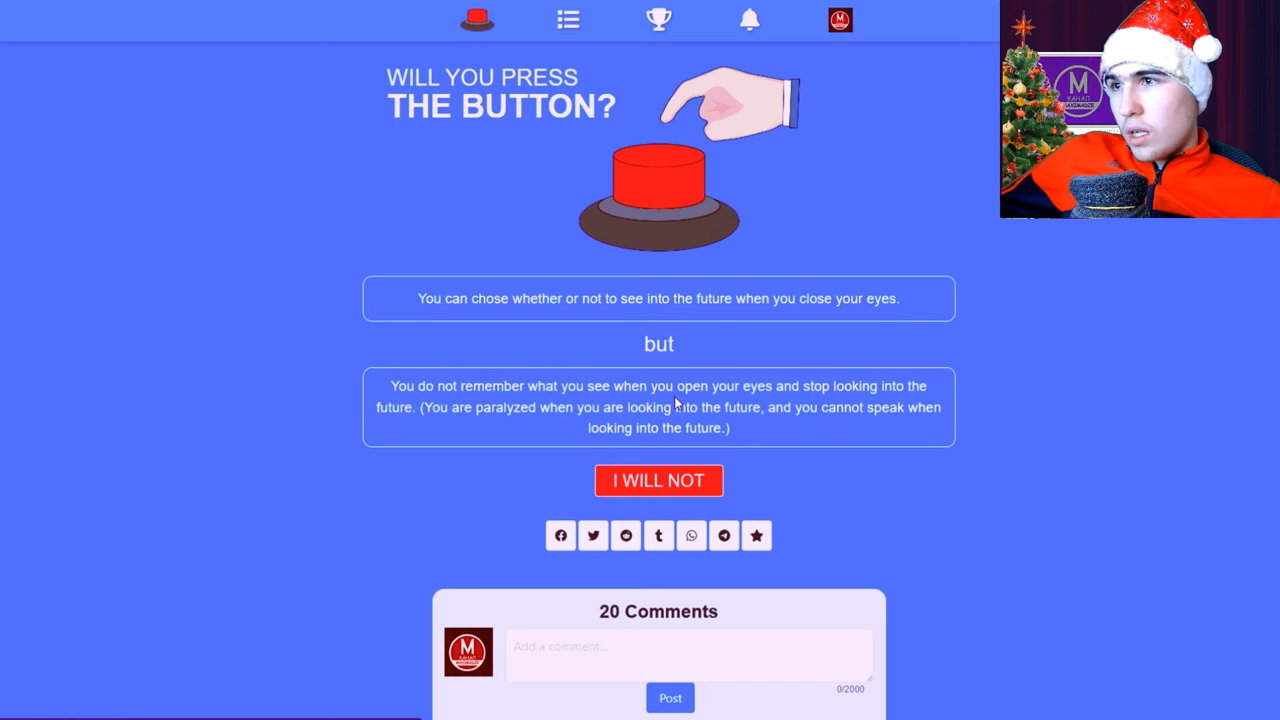 WILL YOU PRESS
THE BUTTON?
M
КАНАЛ
You can chose whether or not to see into the future when you close your eyes.
but
You do not remember what you see when you open your eyes and stop looking into the
future. (You are paralyzed when you are looking into the future, and you cannot speak when
looking into the future.)
I WILL NOT
20 Comments
M
КАНАЛ
Add a comment...
0/2000
Post